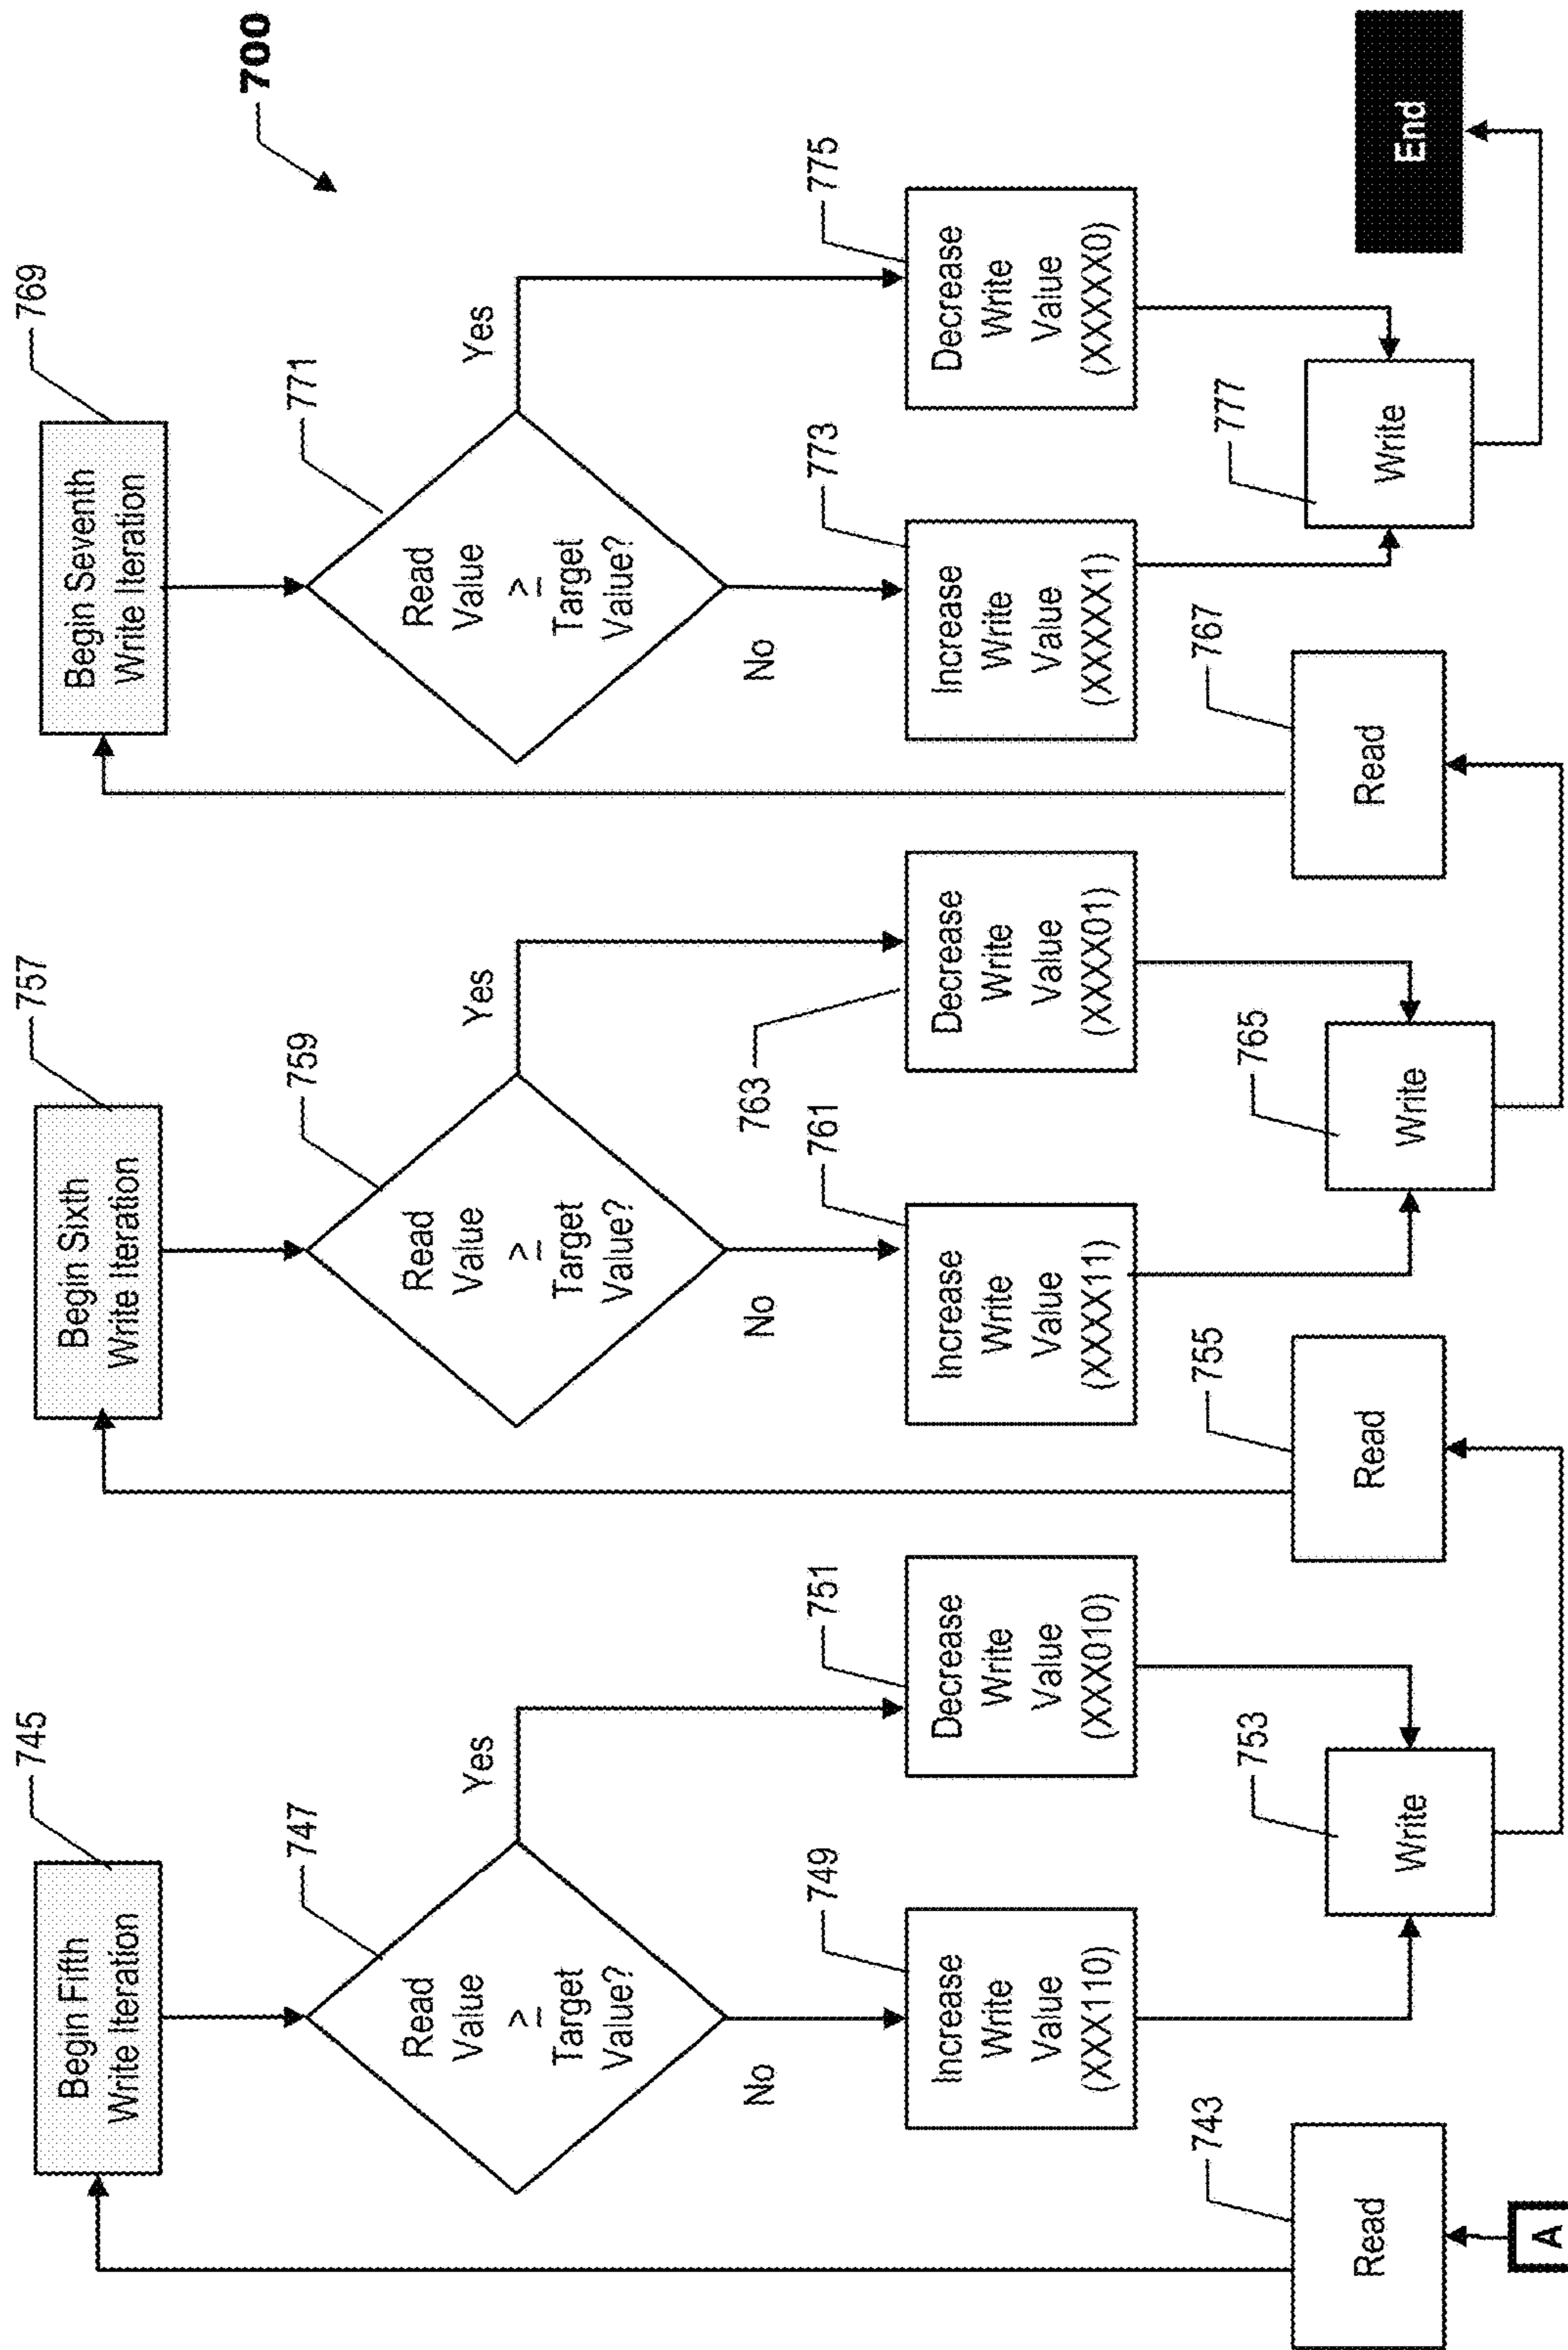 700
745
Begin Fifth
Write Iteration
747
Read
Value
≥
Target
Value?
Yes
No
749
Increase
Write
Value
(XXX110)
751
Decrease
Write
Value
(XXX010)
743
Read
A
753
Write
757
Begin Sixth
Write Iteration
759
Read
Value
≥
Target
Value?
Yes
No
761
Increase
Write
Value
(XXXX11)
763
Decrease
Write
Value
(XXXX01)
755
Read
765
Write
769
Begin Seventh
Write Iteration
771
Read
Value
≥
Target
Value?
Yes
No
773
Increase
Write
Value
(XXXXX1)
775
Decrease
Write
Value
(XXXXX0)
767
Read
777
Write
End